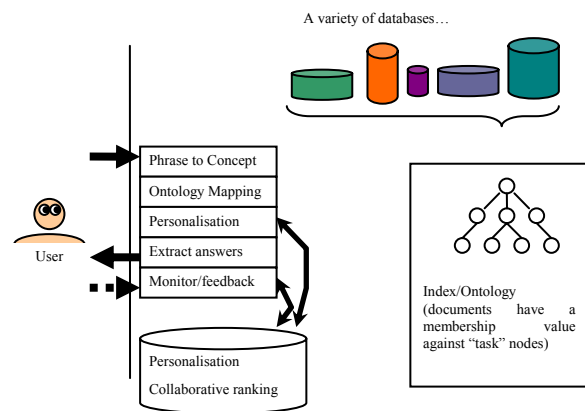 A variety of databases…
Phrase to Concept
Ontology Mapping
Personalisation
Extract answers
Monitor/feedback
User
Personalisation
Collaborative ranking
Index/Ontology
(documents have a
membership value
against “task” nodes)